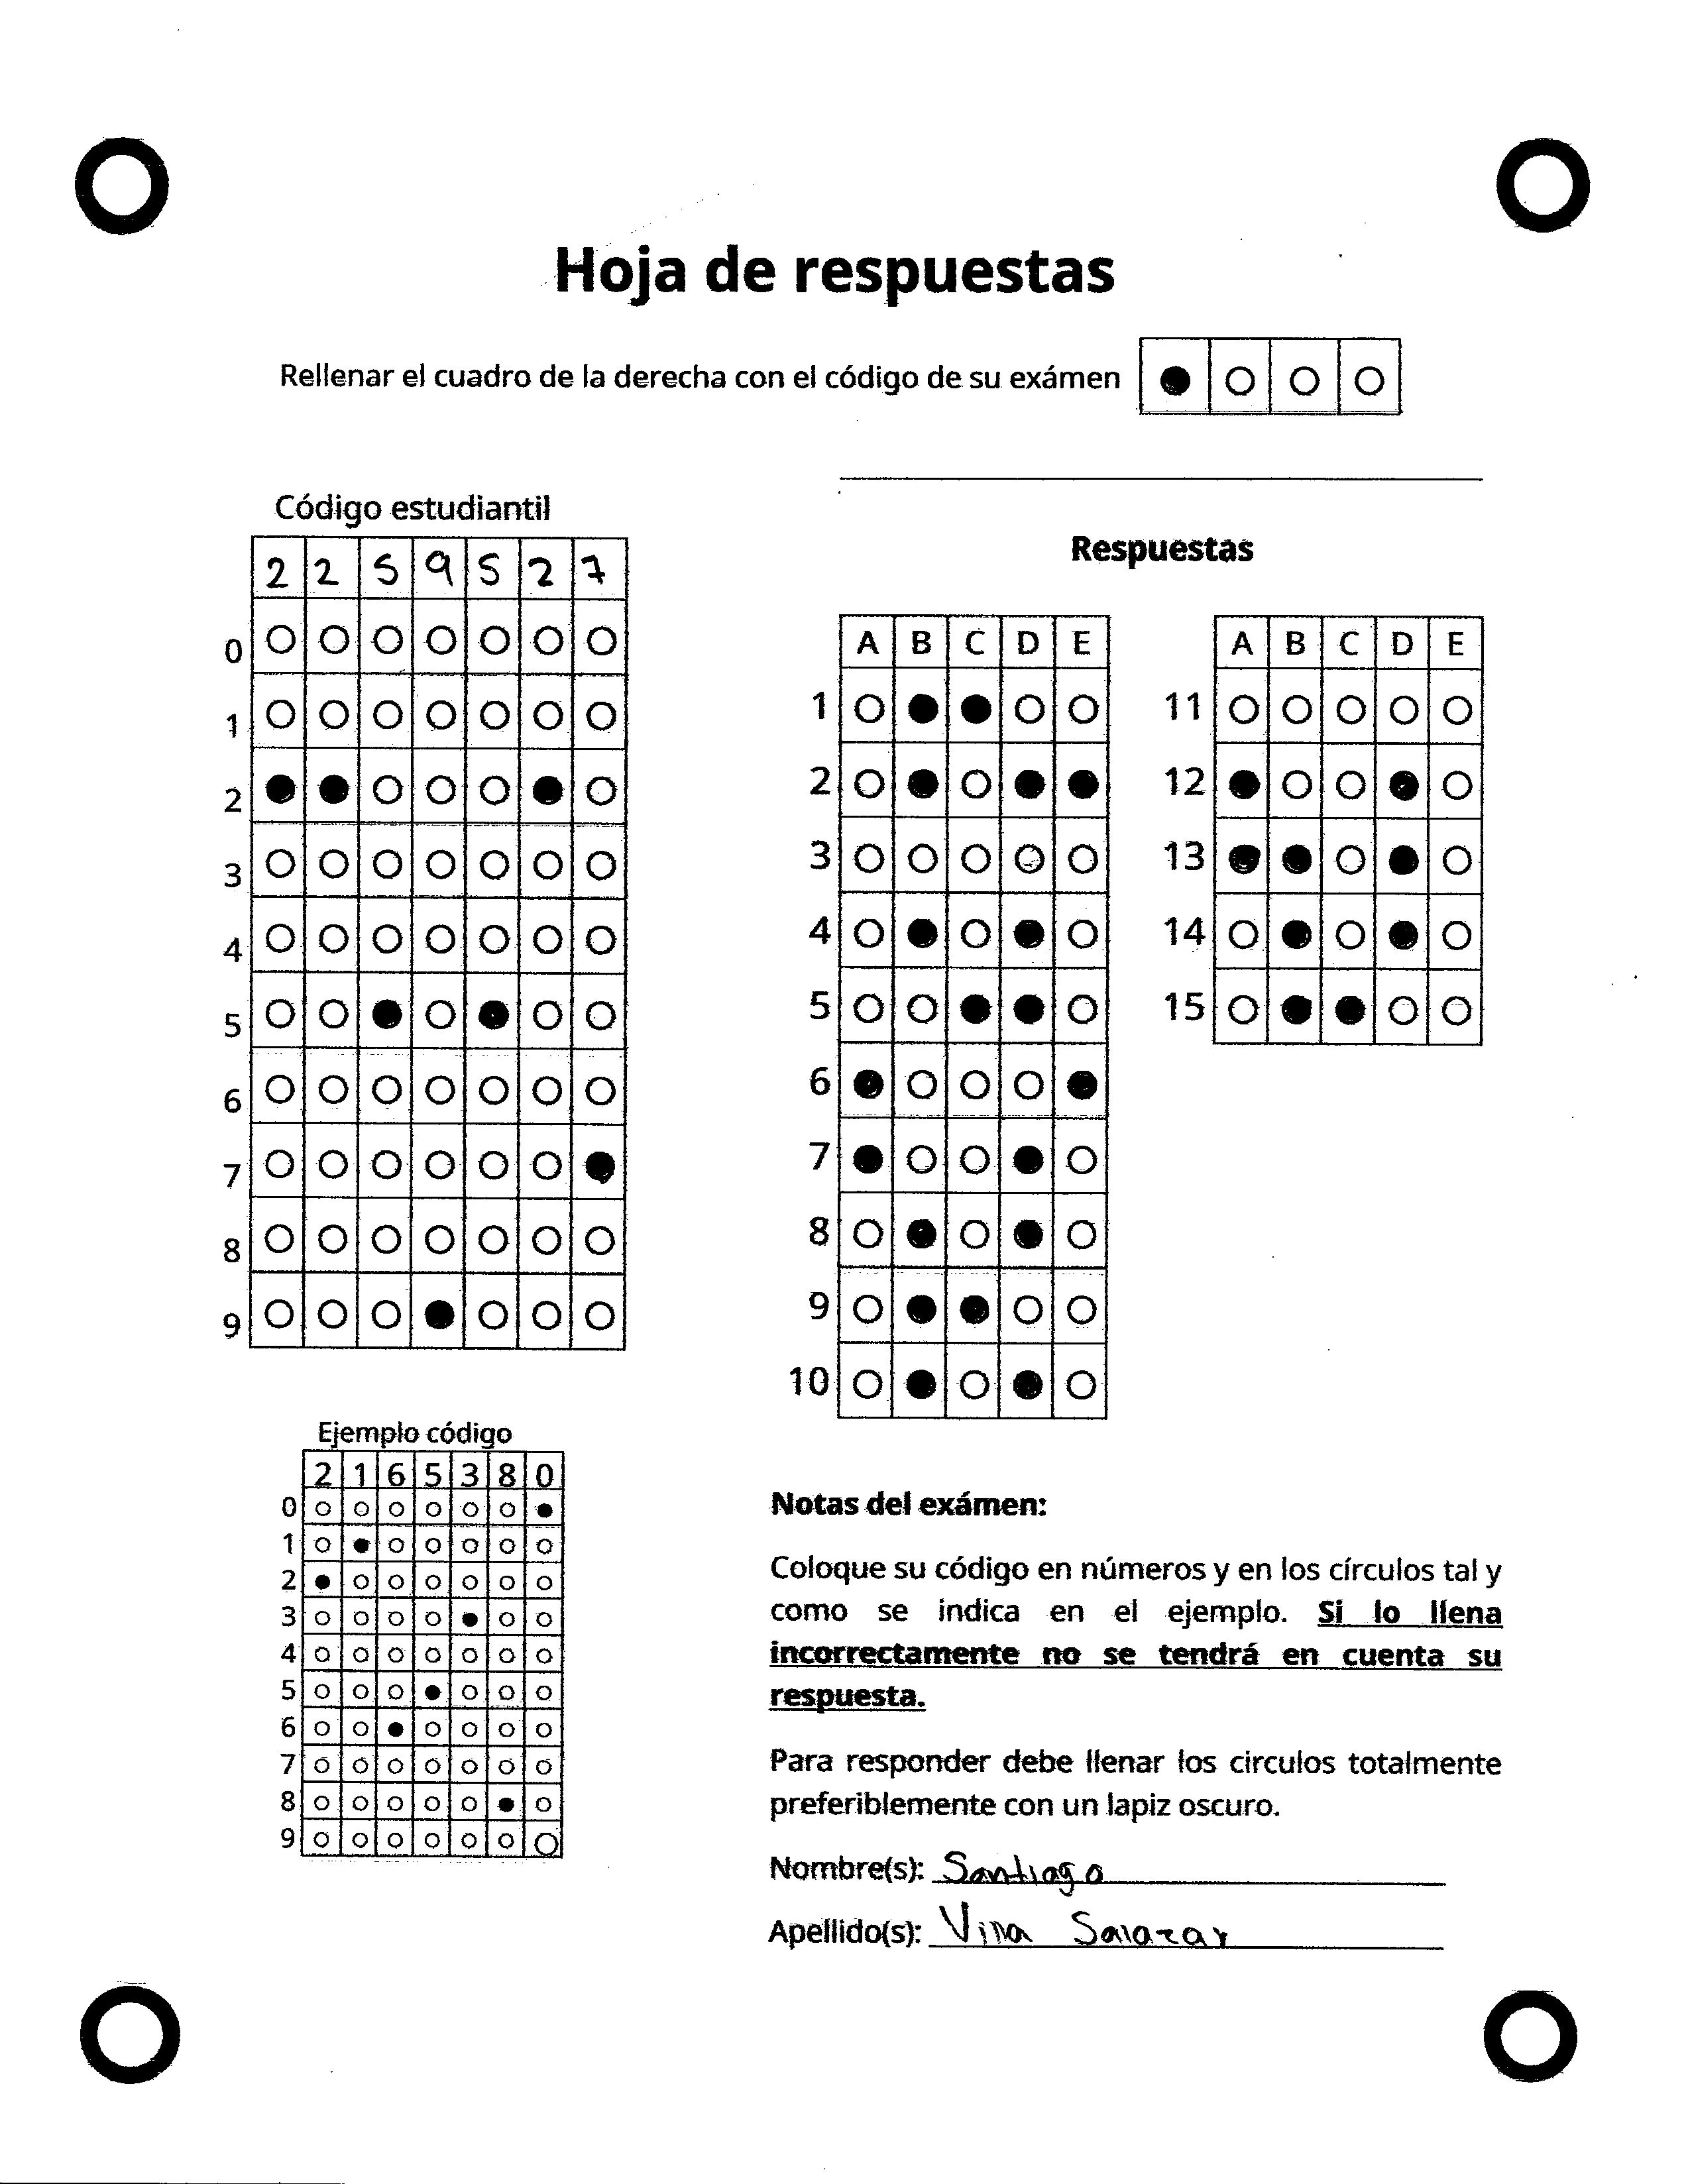 Hoja de respuestas
Rellenar el cuadro de la derecha con el código de su exámen
Código estudiantil
2 2 5 9 5 2 7
0
1
2
3
4
5
6
7
8
9
Ejemplo código
2 1 6 5 3 8 0
0
1
2
3
4
5
6
7
8
9
Respuestas
A B C D E
1
2
3
4
5
6
7
8
9
10
A B C D E
11
12
13
14
15
Notas del exámen:
Coloque su código en números y en los círculos tal y
como se indica en el ejemplo. Si lo llena
incorrectamente no se tendrá en cuenta su
respuesta.
Para responder debe llenar los circulos totalmente
preferiblemente con un lapiz oscuro.
Nombre(s): Santiago
Apellido(s): Villa Salazar